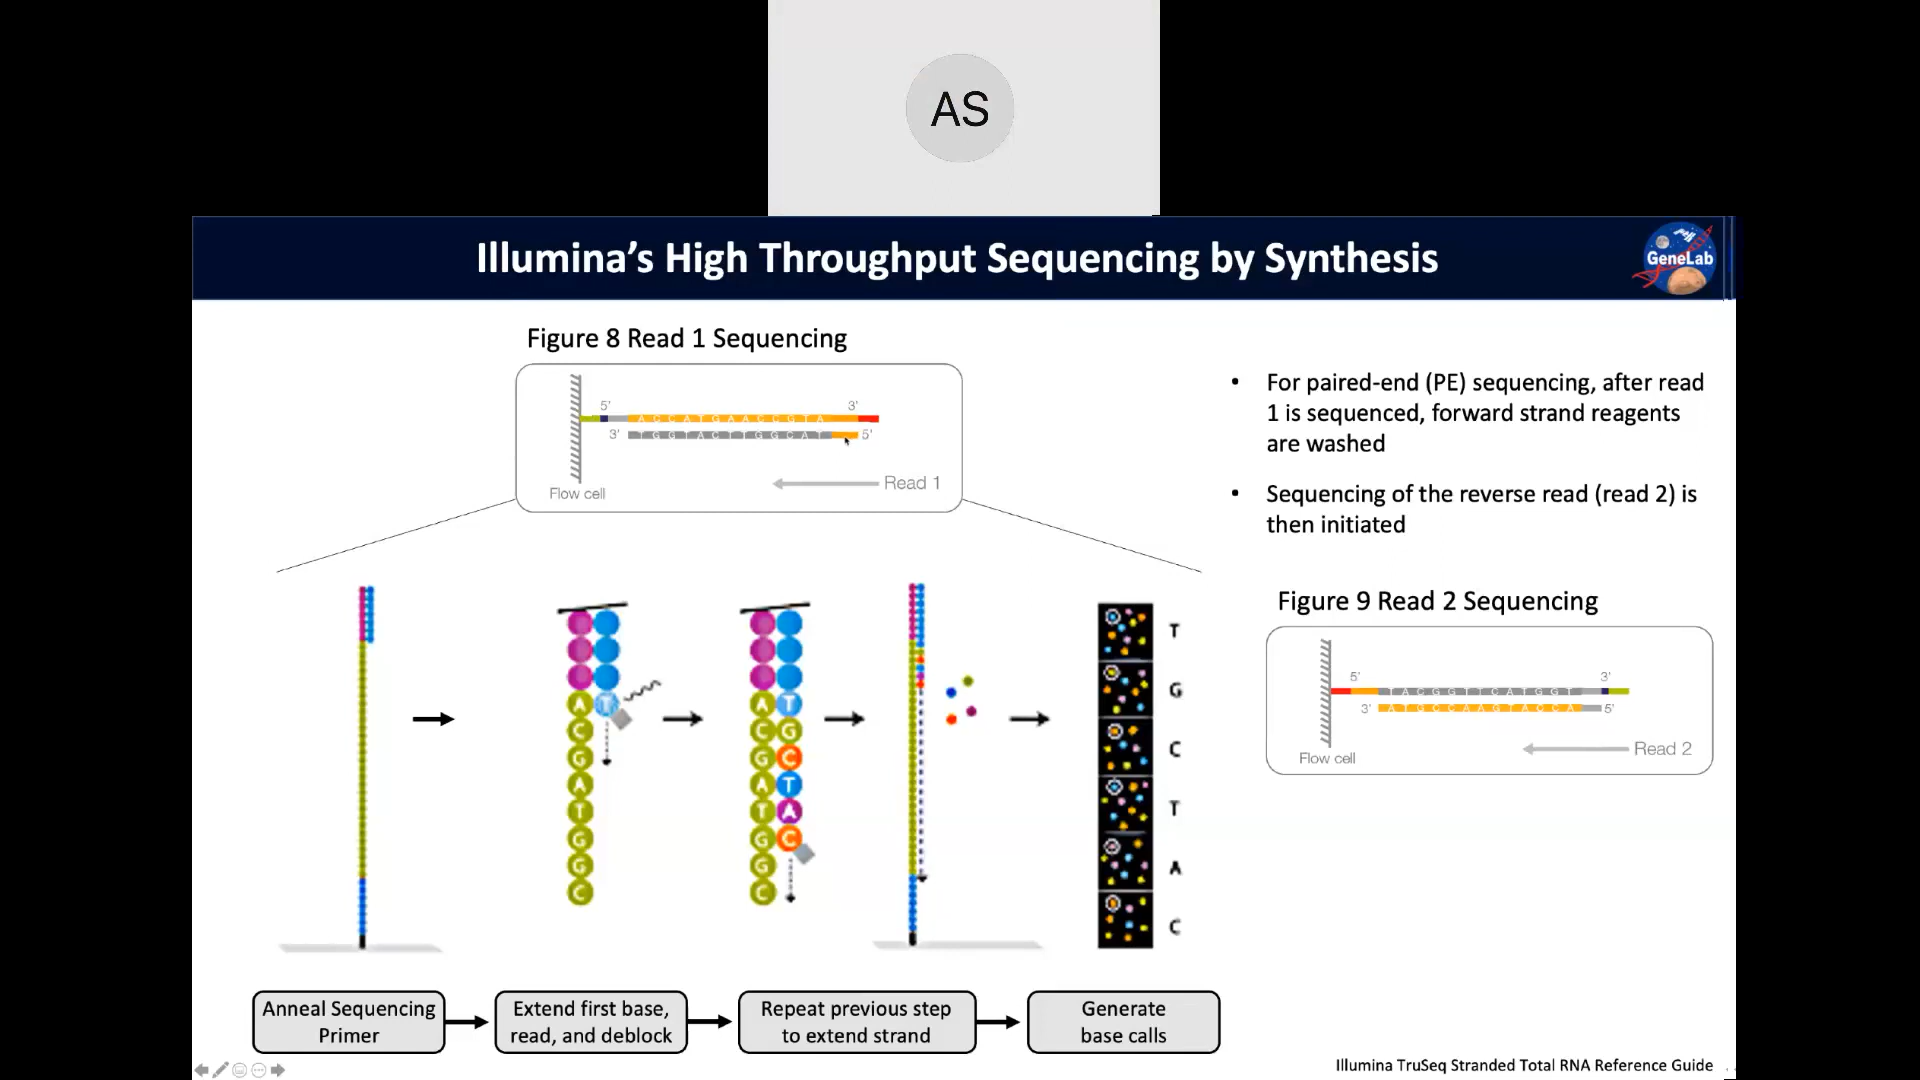 AS
Illumina’s High Throughput Sequencing by Synthesis
GeneLab
Figure 8 Read 1 Sequencing
5’ 3’
A C C A T G A A C C G T A
3’ T G G T A C T T G G C A T 5’
Read 1
Flow cell
• For paired-end (PE) sequencing, after read
1 is sequenced, forward strand reagents
are washed
• Sequencing of the reverse read (read 2) is
then initiated
Figure 9 Read 2 Sequencing
5’ 3’
T A C G G T T C A T G G T
3’ A T G C C A A G T A C C A 5’
Read 2
Flow cell
A T
C
G
A
T
G
G
C
A T
C G
G C
A T
T A
G C
G
C
T
G
C
T
A
C
Anneal Sequencing
Primer
Extend first base,
read, and deblock
Repeat previous step
to extend strand
Generate
base calls
Illumina TruSeq Stranded Total RNA Reference Guide